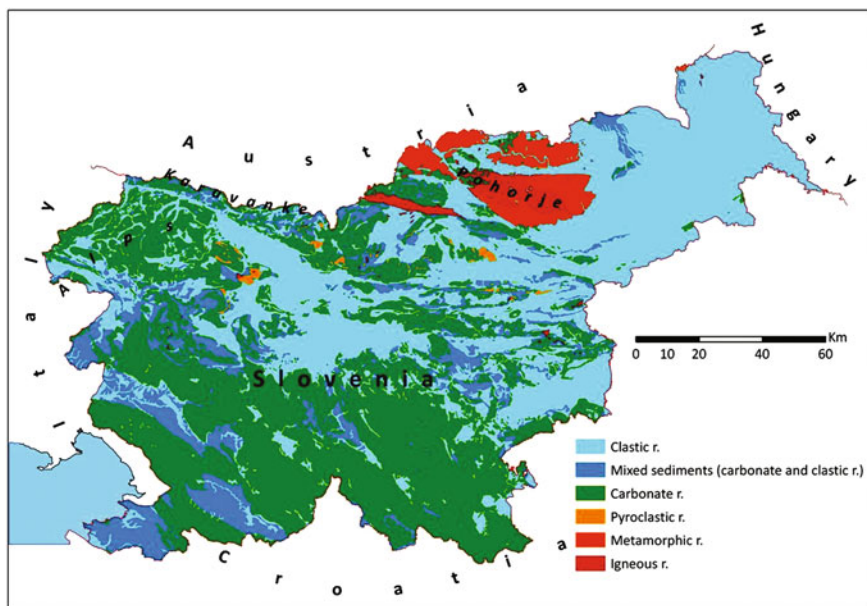 Austria
Hungary
Italy
Croatia
Slovenia
Karavanke
Alps
Pohorje
Km
0 10 20 40 60
Clastic r.
Mixed sediments (carbonate and clastic r.)
Carbonate r.
Pyroclastic r.
Metamorphic r.
Igneous r.